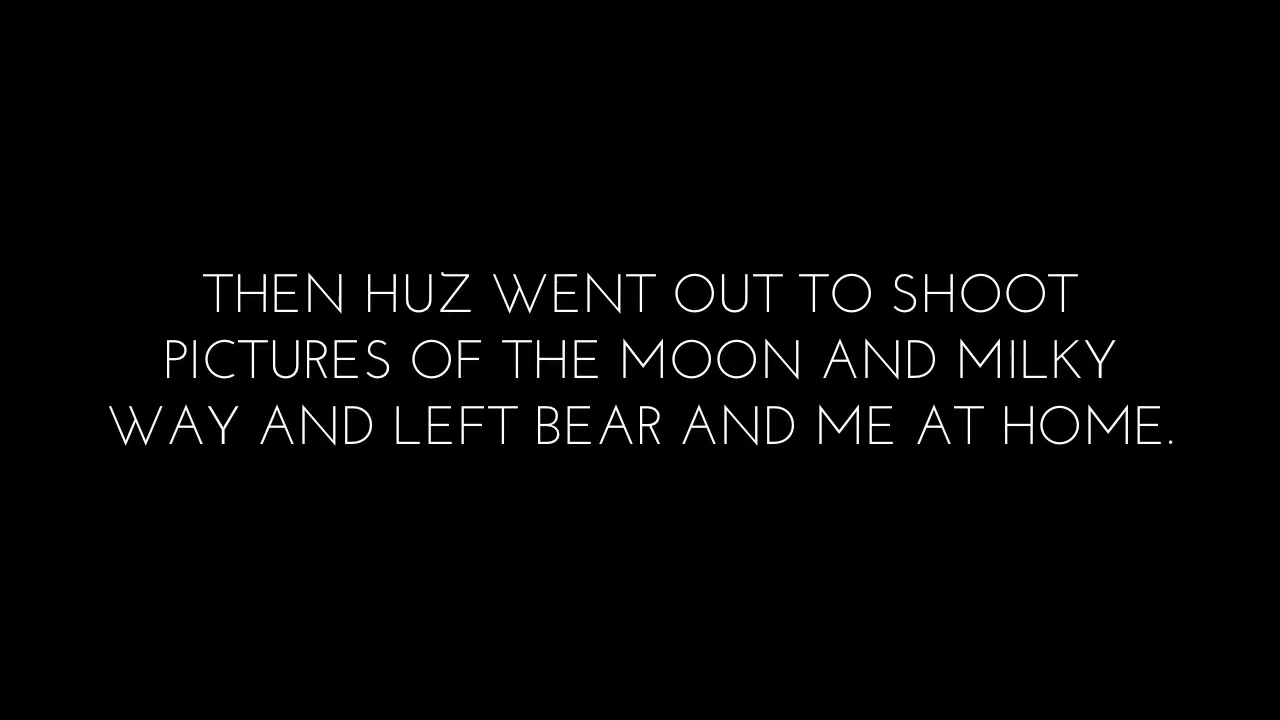 THEN HUZ WENT OUT TO SHOOT
PICTURES OF THE MOON AND MILKY
WAY AND LEFT BEAR AND ME AT HOME.